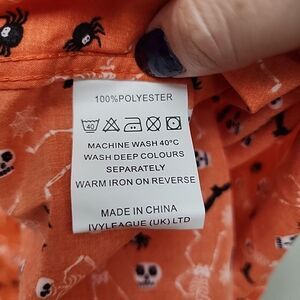 100%POLYESTER
40
MACHINE WASH 40ºC
WASH DEEP COLOURS
SEPARATELY
WARM IRON ON REVERSE
MADE IN CHINA
IVYLEAGUE (UK) LTD